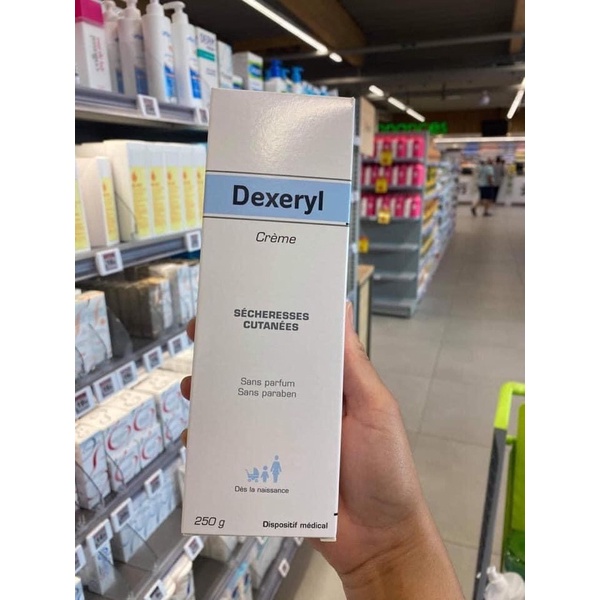 Dexeryl
Crème
SÉCHERESSES
CUTANÉES
Sans parfum
Sans paraben
Dès la naissance
250 g
Dispositif médical